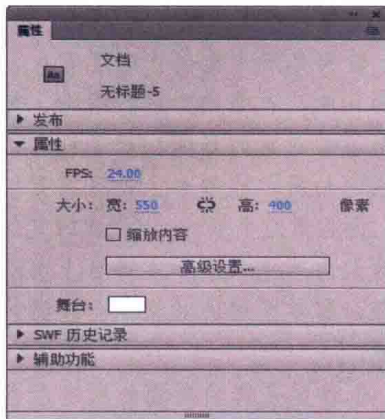 属性
An
文档
无标题-5
发布
属性
FPS: 24.00
大小: 宽: 550 高: 400 像素
缩放内容
高级设置...
舞台:
SWF 历史记录
辅助功能